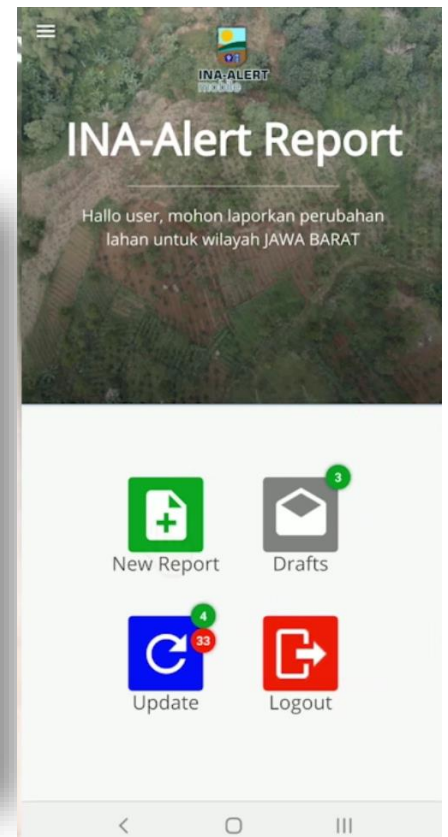 INA-ALERT
mobile
INA-Alert Report
Hallo user, mohon laporkan perubahan
lahan untuk wilayah JAWA BARAT
3
New Report
Drafts
4
33
Update
Logout